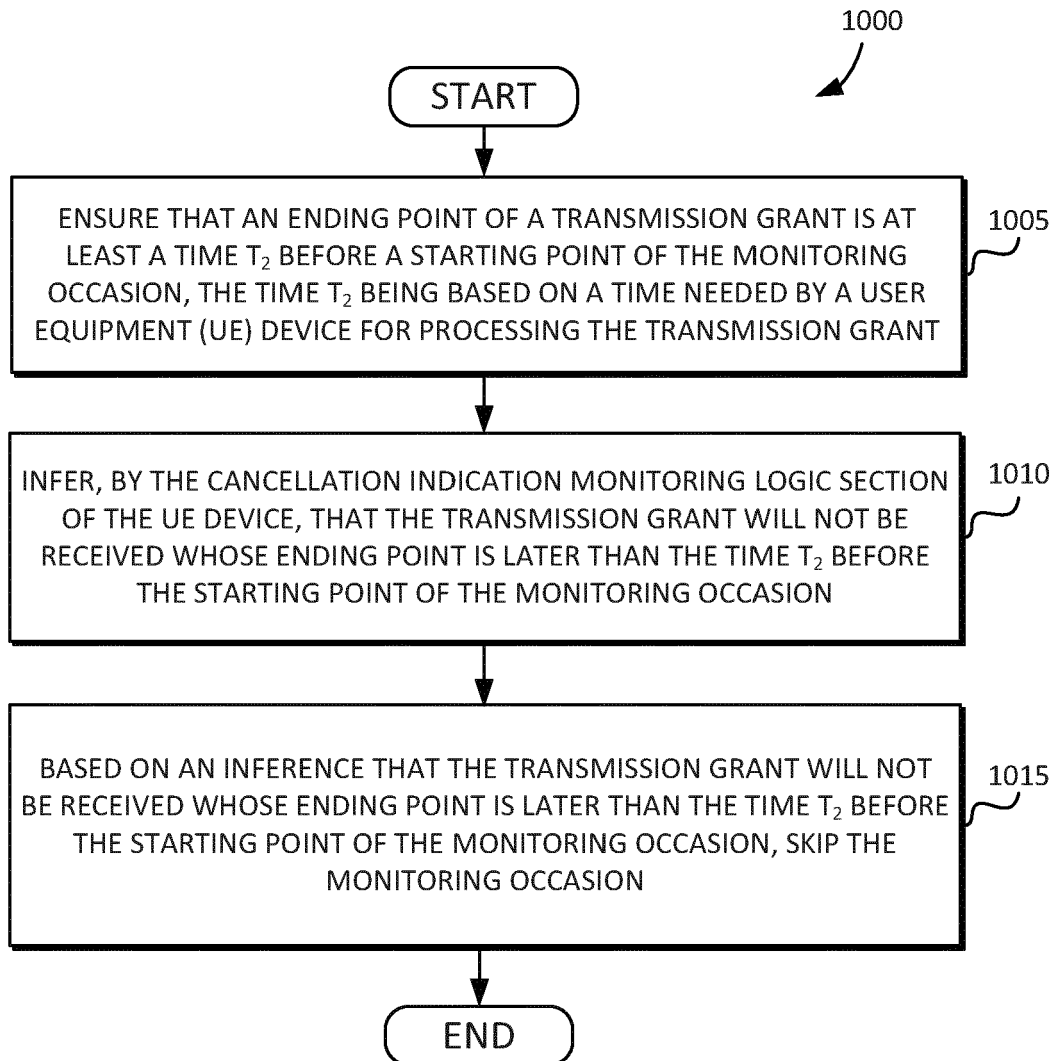 1000
START
ENSURE THAT AN ENDING POINT OF A TRANSMISSION GRANT IS AT
LEAST A TIME T₂ BEFORE A STARTING POINT OF THE MONITORING
OCCASION, THE TIME T₂ BEING BASED ON A TIME NEEDED BY A USER
EQUIPMENT (UE) DEVICE FOR PROCESSING THE TRANSMISSION GRANT
1005
INFER, BY THE CANCELLATION INDICATION MONITORING LOGIC SECTION
OF THE UE DEVICE, THAT THE TRANSMISSION GRANT WILL NOT BE
RECEIVED WHOSE ENDING POINT IS LATER THAN THE TIME T₂ BEFORE
THE STARTING POINT OF THE MONITORING OCCASION
1010
BASED ON AN INFERENCE THAT THE TRANSMISSION GRANT WILL NOT
BE RECEIVED WHOSE ENDING POINT IS LATER THAN THE TIME T₂ BEFORE
THE STARTING POINT OF THE MONITORING OCCASION, SKIP THE
MONITORING OCCASION
1015
END